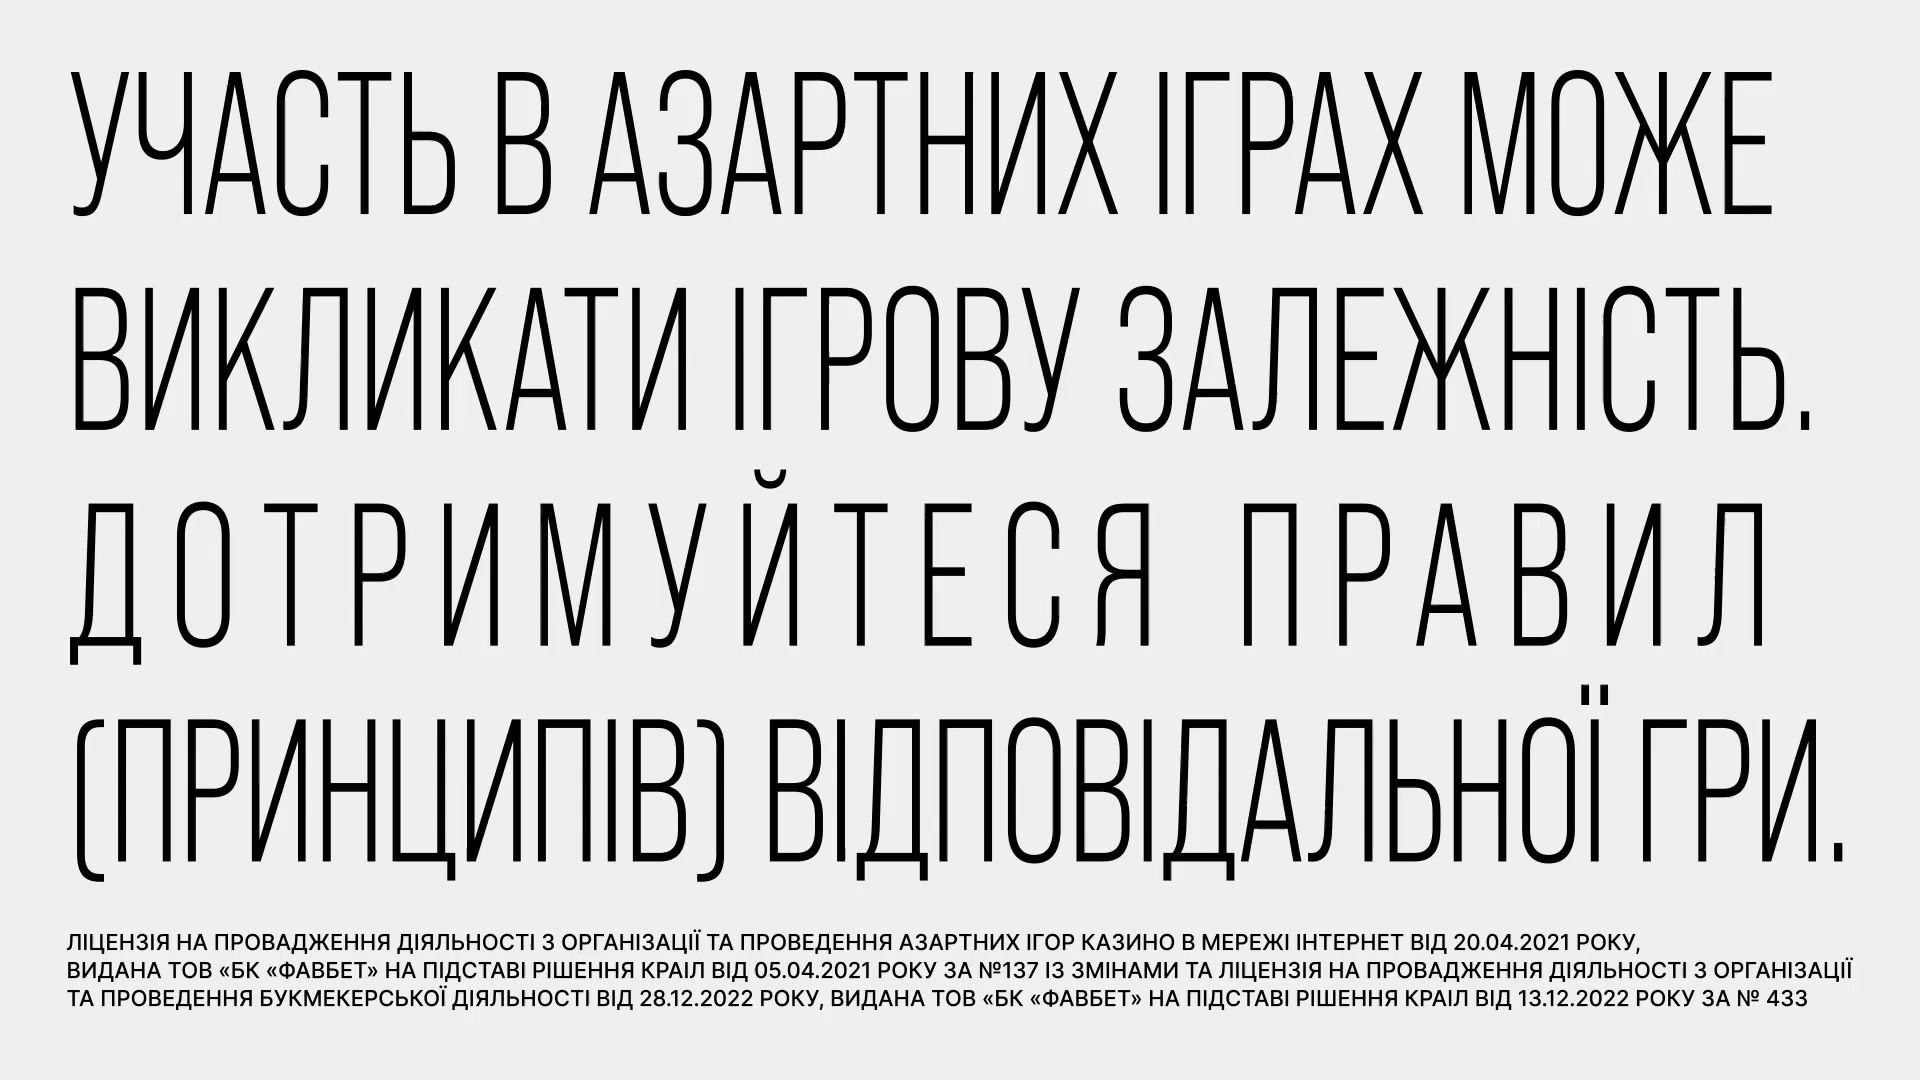 УЧАСТЬ В АЗАРТНИХ ІГРАХ МОЖЕ
ВИКЛИКАТИ ІГРОВУ ЗАЛЕЖНІСТЬ.
ДОТРИМУЙТЕСЯ ПРАВИЛ
(ПРИНЦИПІВ) ВІДПОВІДАЛЬНОЇ ГРИ.
ЛІЦЕНЗІЯ НА ПРОВАДЖЕННЯ ДІЯЛЬНОСТІ З ОРГАНІЗАЦІЇ ТА ПРОВЕДЕННЯ АЗАРТНИХ ІГОР КАЗИНО В МЕРЕЖІ ІНТЕРНЕТ ВІД 20.04.2021 РОКУ,
ВИДАНА ТОВ «БК «ФАВБЕТ» НА ПІДСТАВІ РІШЕННЯ КРАІЛ ВІД 05.04.2021 РОКУ ЗА №137 ІЗ ЗМІНАМИ ТА ЛІЦЕНЗІЯ НА ПРОВАДЖЕННЯ ДІЯЛЬНОСТІ З ОРГАНІЗАЦІЇ
ТА ПРОВЕДЕННЯ БУКМЕКЕРСЬКОЇ ДІЯЛЬНОСТІ ВІД 28.12.2022 РОКУ, ВИДАНА ТОВ «БК «ФАВБЕТ» НА ПІДСТАВІ РІШЕННЯ КРАІЛ ВІД 13.12.2022 РОКУ ЗА № 433